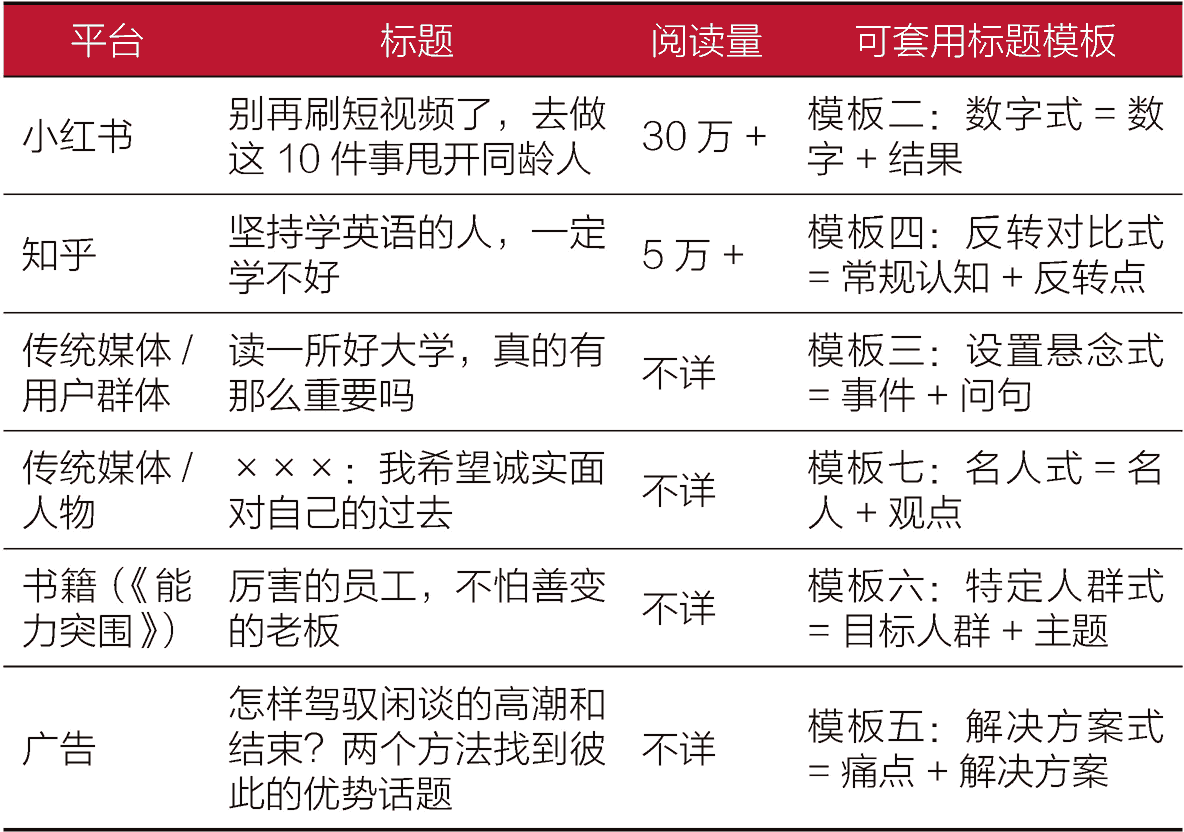 平台 标题 阅读量 可套用标题模板
小红书
别再刷短视频了，去做
这 10 件事甩开同龄人
30 万 +
模板二：数字式 = 数
字 + 结果
知乎
坚持学英语的人，一定
学不好
5 万 +
模板四：反转对比式
= 常规认知 + 反转点
传统媒体 /
用户群体
读一所好大学，真的有
那么重要吗
不详
模板三：设置悬念式
= 事件 + 问句
传统媒体 /
人物
×××：我希望诚实面
对自己的过去
不详
模板七：名人式 = 名
人 + 观点
书籍（《能
力突围》）
厉害的员工，不怕善变
的老板
不详
模板六：特定人群式
= 目标人群 + 主题
广告
怎样驾驭闲谈的高潮和
结束？两个方法找到彼
此的优势话题
不详
模板五：解决方案式
= 痛点 + 解决方案